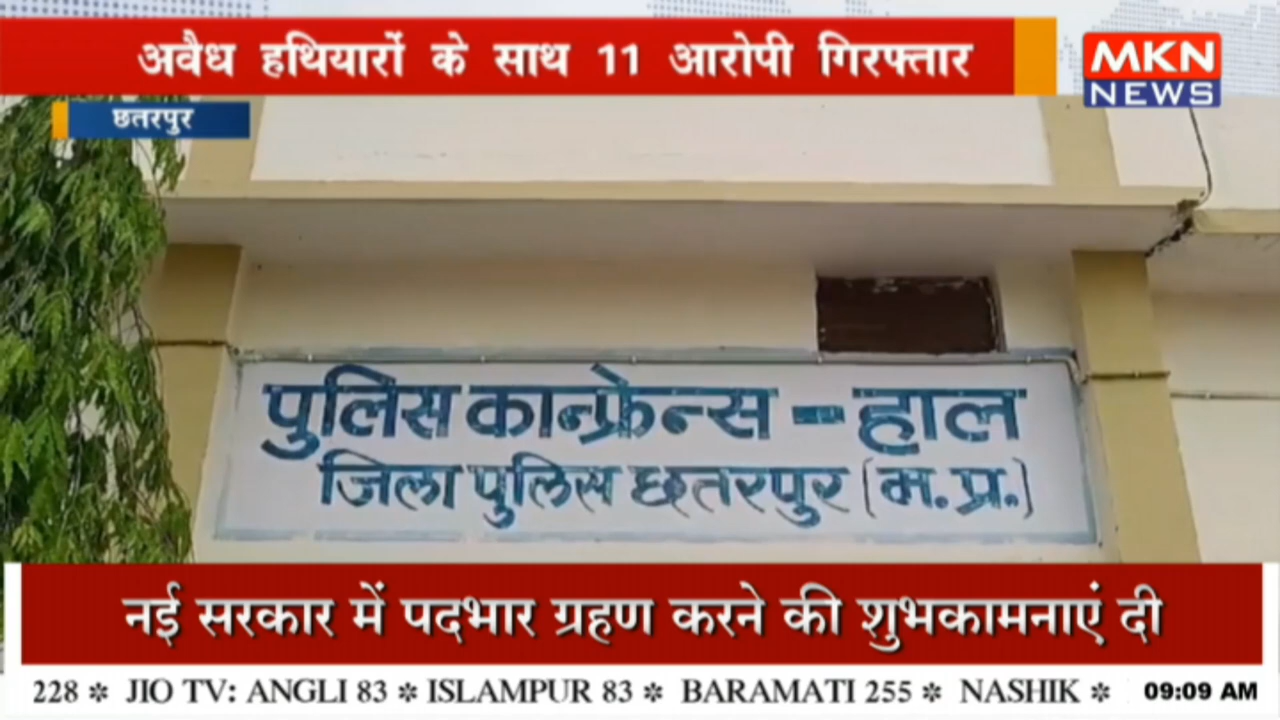 अवैध हथियारों के साथ 11 आरोपी गिरफ्तार
MKN
NEWS
छतरपुर
पुलिस कान्फ्रेन्स - हाल
जिला पुलिस छतरपुर (म.प्र.)
नई सरकार में पदभार ग्रहण करने की शुभकामनाएं दी
228 ❇ JIO TV: ANGLI 83 ❇ ISLAMPUR 83 ❇ BARAMATI 255 ❇ NASHIK ❇ 09:09 AM